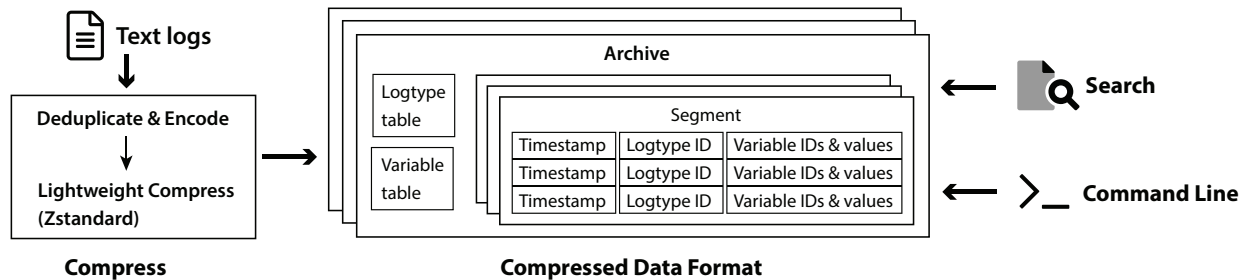 Text logs
Deduplicate & Encode
Lightweight Compress
(Zstandard)
Compress
Archive
Logtype
table
Variable
table
Segment
Timestamp Logtype ID Variable IDs & values
Timestamp Logtype ID Variable IDs & values
Timestamp Logtype ID Variable IDs & values
Compressed Data Format
Search
Command Line